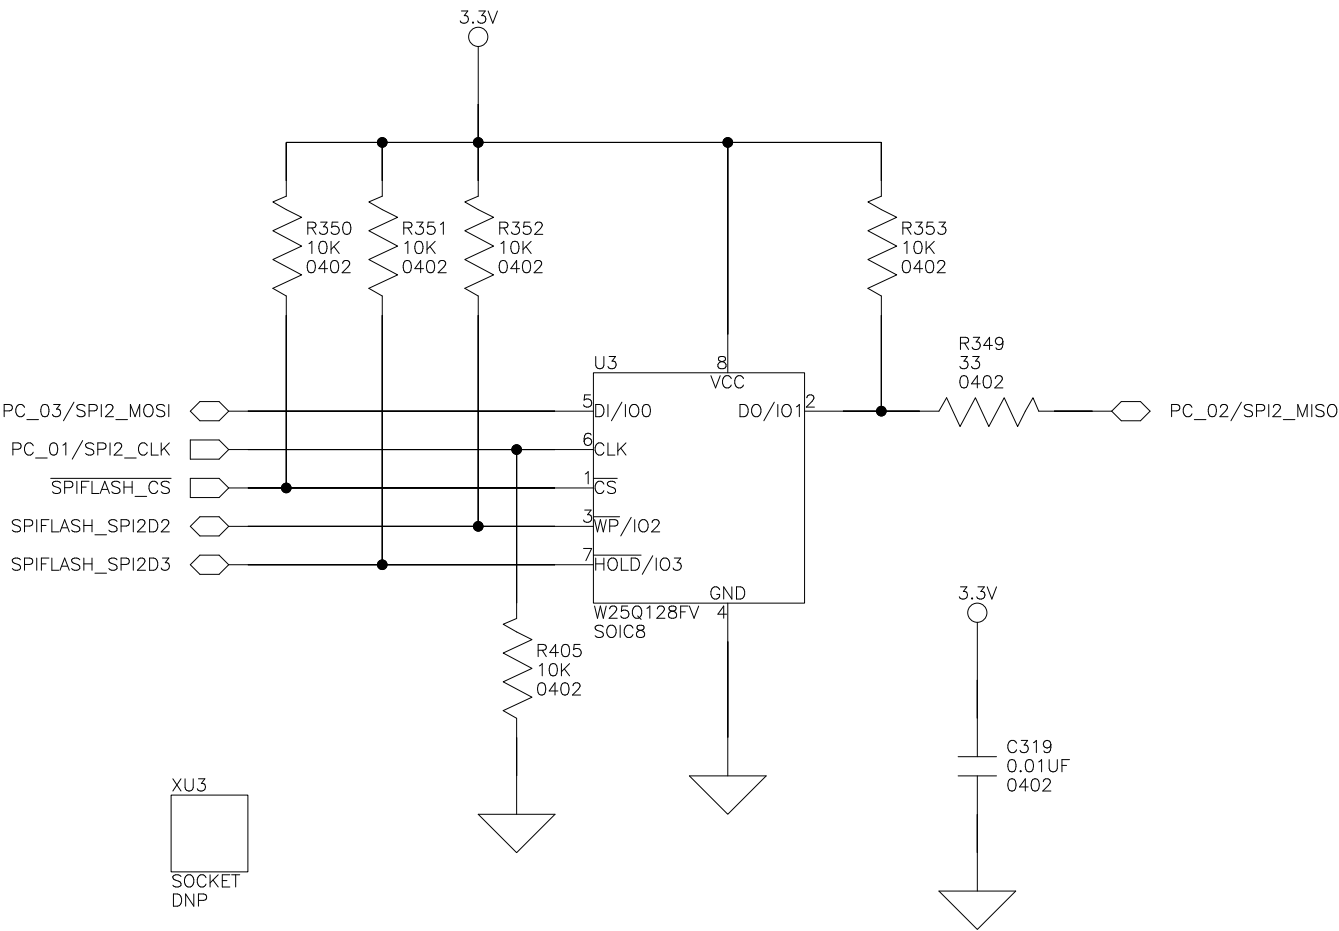 3.3V
R350
10K
0402
R351
10K
0402
R352
10K
0402
R353
10K
0402
R349
33
0402
U3
8
VCC
PC_03/SPI2_MOSI
5
DI/IO0
DO/IO1
2
PC_02/SPI2_MISO
PC_01/SPI2_CLK
6
CLK
SPIFLASH_CS
1
CS
SPIFLASH_SPI2D2
3
WP/IO2
SPIFLASH_SPI2D3
7
HOLD/IO3
GND
4
W25Q128FV
SOIC8
R405
10K
0402
3.3V
C319
0.01UF
0402
XU3
SOCKET
DNP